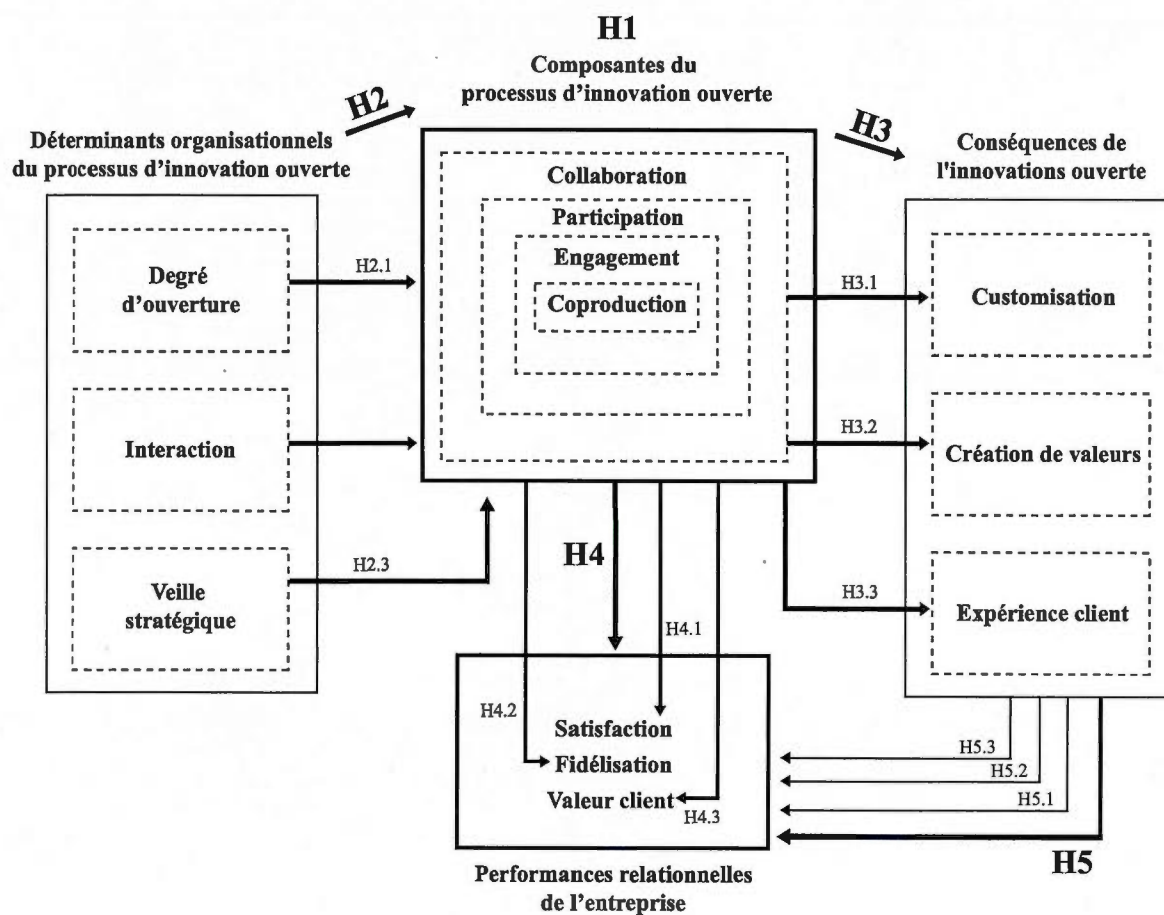 H1
Composantes du
processus d'innovation ouverte
H2
H3
Déterminants organisationnels
du processus d'innovation ouverte
Conséquences de
l'innovations ouverte
Collaboration
Participation
Engagement
Coproduction
Degré
d'ouverture
H2.1
H3.1
Customisation
Interaction
H3.2
Création de valeurs
Veille
stratégique
H2.3
H4
H3.3
Expérience client
H4.1
H4.2
Satisfaction
Fidélisation
Valeur client
H4.3
H5.3
H5.2
H5.1
H5
Performances relationnelles
de l'entreprise